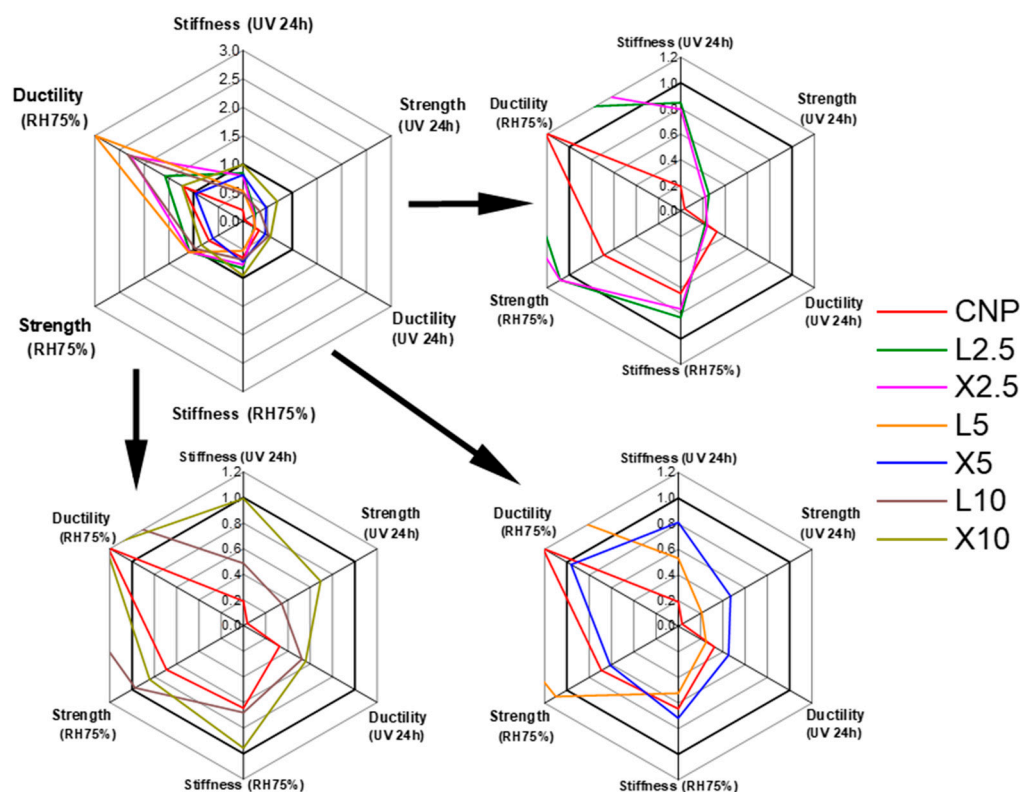 Stiffness (UV 24h)
3.0
2.5
2.0
1.5
1.0
0.5
0.0
Ductility
(RH75%)
Strength
(UV 24h)
Strength
(RH75%)
Ductility
(UV 24h)
Stiffness (RH75%)
Stiffness (UV 24h)
1.2
1.0
0.8
0.6
0.4
0.2
0.0
Ductility
(RH75%)
Strength
(UV 24h)
Strength
(RH75%)
Ductility
(UV 24h)
Stiffness (RH75%)
CNP
L2.5
X2.5
L5
X5
L10
X10
Stiffness (UV 24h)
1.2
1.0
0.8
0.6
0.4
0.2
0.0
Ductility
(RH75%)
Strength
(UV 24h)
Strength
(RH75%)
Ductility
(UV 24h)
Stiffness (RH75%)
Stiffness (UV 24h)
1.2
1.0
0.8
0.6
0.4
0.2
0.0
Ductility
(RH75%)
Strength
(UV 24h)
Strength
(RH75%)
Ductility
(UV 24h)
Stiffness (RH75%)